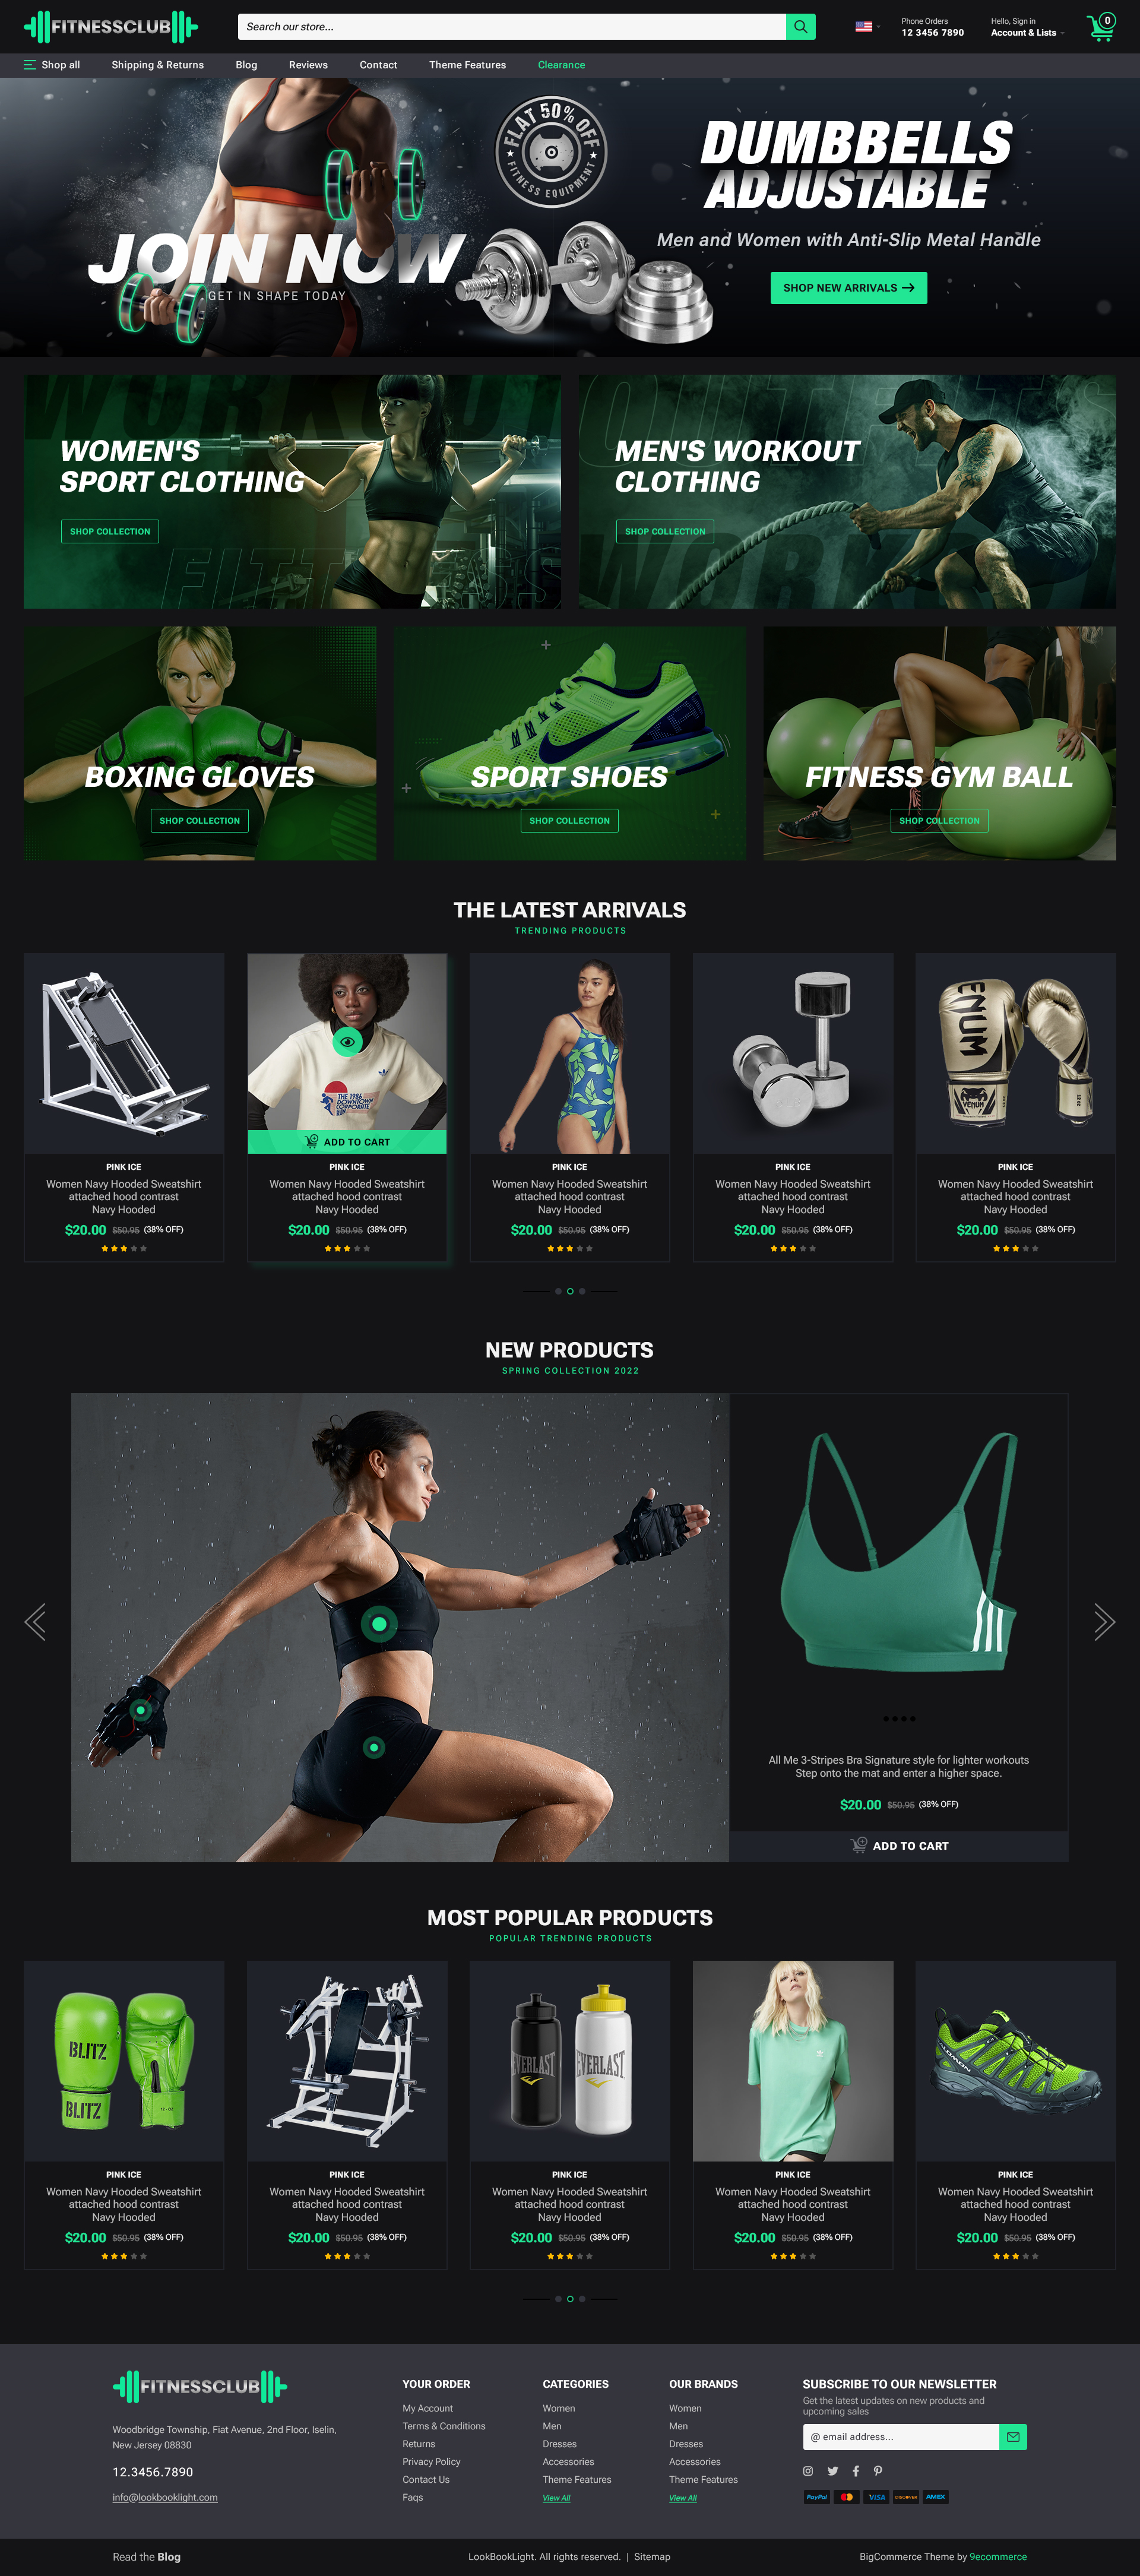 FITNESSCLUB
Search our store...
Phone Orders
12 3456 7890
Hello, Sign in
Account & Lists
0
Shop all
Shipping & Returns
Blog
Reviews
Contact
Theme Features
Clearance
FLAT 50% OFF
FITNESS EQUIPMENT
JOIN NOW
GET IN SHAPE TODAY
DUMBBELLS
ADJUSTABLE
Men and Women with Anti-Slip Metal Handle
SHOP NEW ARRIVALS
WOMEN'S
SPORT CLOTHING
SHOP COLLECTION
MEN'S WORKOUT
CLOTHING
SHOP COLLECTION
BOXING GLOVES
SHOP COLLECTION
SPORT SHOES
SHOP COLLECTION
FITNESS GYM BALL
SHOP COLLECTION
THE LATEST ARRIVALS
TRENDING PRODUCTS
PINK ICE
Women Navy Hooded Sweatshirt
attached hood contrast
Navy Hooded
$20.00 $50.95 (38% OFF)
THE 1986
DOWNTOWN
CORPORATE
RUN
ADD TO CART
PINK ICE
Women Navy Hooded Sweatshirt
attached hood contrast
Navy Hooded
$20.00 $50.95 (38% OFF)
PINK ICE
Women Navy Hooded Sweatshirt
attached hood contrast
Navy Hooded
$20.00 $50.95 (38% OFF)
PINK ICE
Women Navy Hooded Sweatshirt
attached hood contrast
Navy Hooded
$20.00 $50.95 (38% OFF)
ENUM
VENUM
PINK ICE
Women Navy Hooded Sweatshirt
attached hood contrast
Navy Hooded
$20.00 $50.95 (38% OFF)
NEW PRODUCTS
SPRING COLLECTION 2022
All Me 3-Stripes Bra Signature style for lighter workouts
Step onto the mat and enter a higher space.
$20.00 $50.95 (38% OFF)
ADD TO CART
MOST POPULAR PRODUCTS
POPULAR TRENDING PRODUCTS
BLITZ
BLITZ
PINK ICE
Women Navy Hooded Sweatshirt
attached hood contrast
Navy Hooded
$20.00 $50.95 (38% OFF)
PINK ICE
Women Navy Hooded Sweatshirt
attached hood contrast
Navy Hooded
$20.00 $50.95 (38% OFF)
EVERLAST
EVERLAST
PINK ICE
Women Navy Hooded Sweatshirt
attached hood contrast
Navy Hooded
$20.00 $50.95 (38% OFF)
PINK ICE
Women Navy Hooded Sweatshirt
attached hood contrast
Navy Hooded
$20.00 $50.95 (38% OFF)
SALOMON
PINK ICE
Women Navy Hooded Sweatshirt
attached hood contrast
Navy Hooded
$20.00 $50.95 (38% OFF)
FITNESSCLUB
Woodbridge Township, Fiat Avenue, 2nd Floor, Iselin,
New Jersey 08830
12.3456.7890
info@lookbooklight.com
YOUR ORDER
My Account
Terms & Conditions
Returns
Privacy Policy
Contact Us
Faqs
CATEGORIES
Women
Men
Dresses
Accessories
Theme Features
View All
OUR BRANDS
Women
Men
Dresses
Accessories
Theme Features
View All
SUBSCRIBE TO OUR NEWSLETTER
Get the latest updates on new products and
upcoming sales
@ email address...
PayPal
VISA
DISCOVER
AMEX
Read the Blog
LookBookLight. All rights reserved. | Sitemap
BigCommerce Theme by 9ecommerce